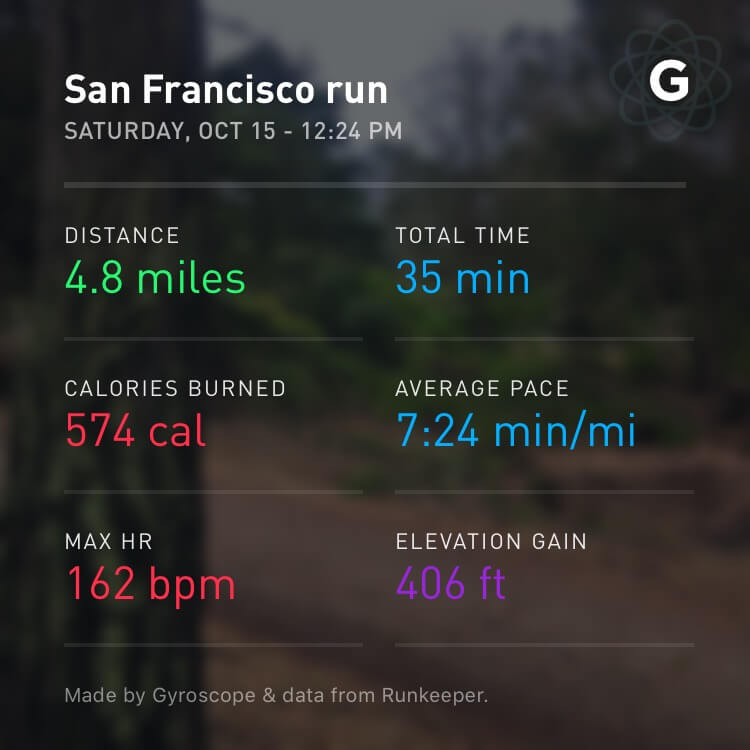 San Francisco run
G
SATURDAY, OCT 15 - 12:24 PM
DISTANCE
4.8 miles
TOTAL TIME
35 min
CALORIES BURNED
574 cal
AVERAGE PACE
7:24 min/mi
MAX HR
162 bpm
ELEVATION GAIN
406 ft
Made by Gyroscope & data from Runkeeper.